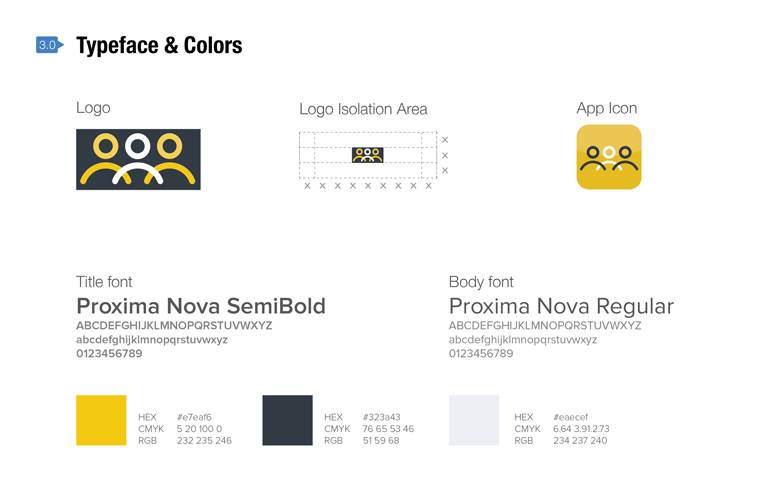 3.0 Typeface & Colors
Logo
Logo Isolation Area
App Icon
x
x
x
x x x x x x x x x
Title font
Proxima Nova SemiBold
ABCDEFGHIJKLMNOPQRSTUVWXYZ
abcdefghijklmnopqrstuvwxyz
0123456789
Body font
Proxima Nova Regular
ABCDEFGHIJKLMNOPQRSTUVWXYZ
abcdefghijklmnopqrstuvwxyz
0123456789
HEX #e7eaf6
CMYK 5 20 100 0
RGB 232 235 246
HEX #323a43
CMYK 76 65 53 46
RGB 51 59 68
HEX #eaecef
CMYK 6.64 3.91.2.73
RGB 234 237 240